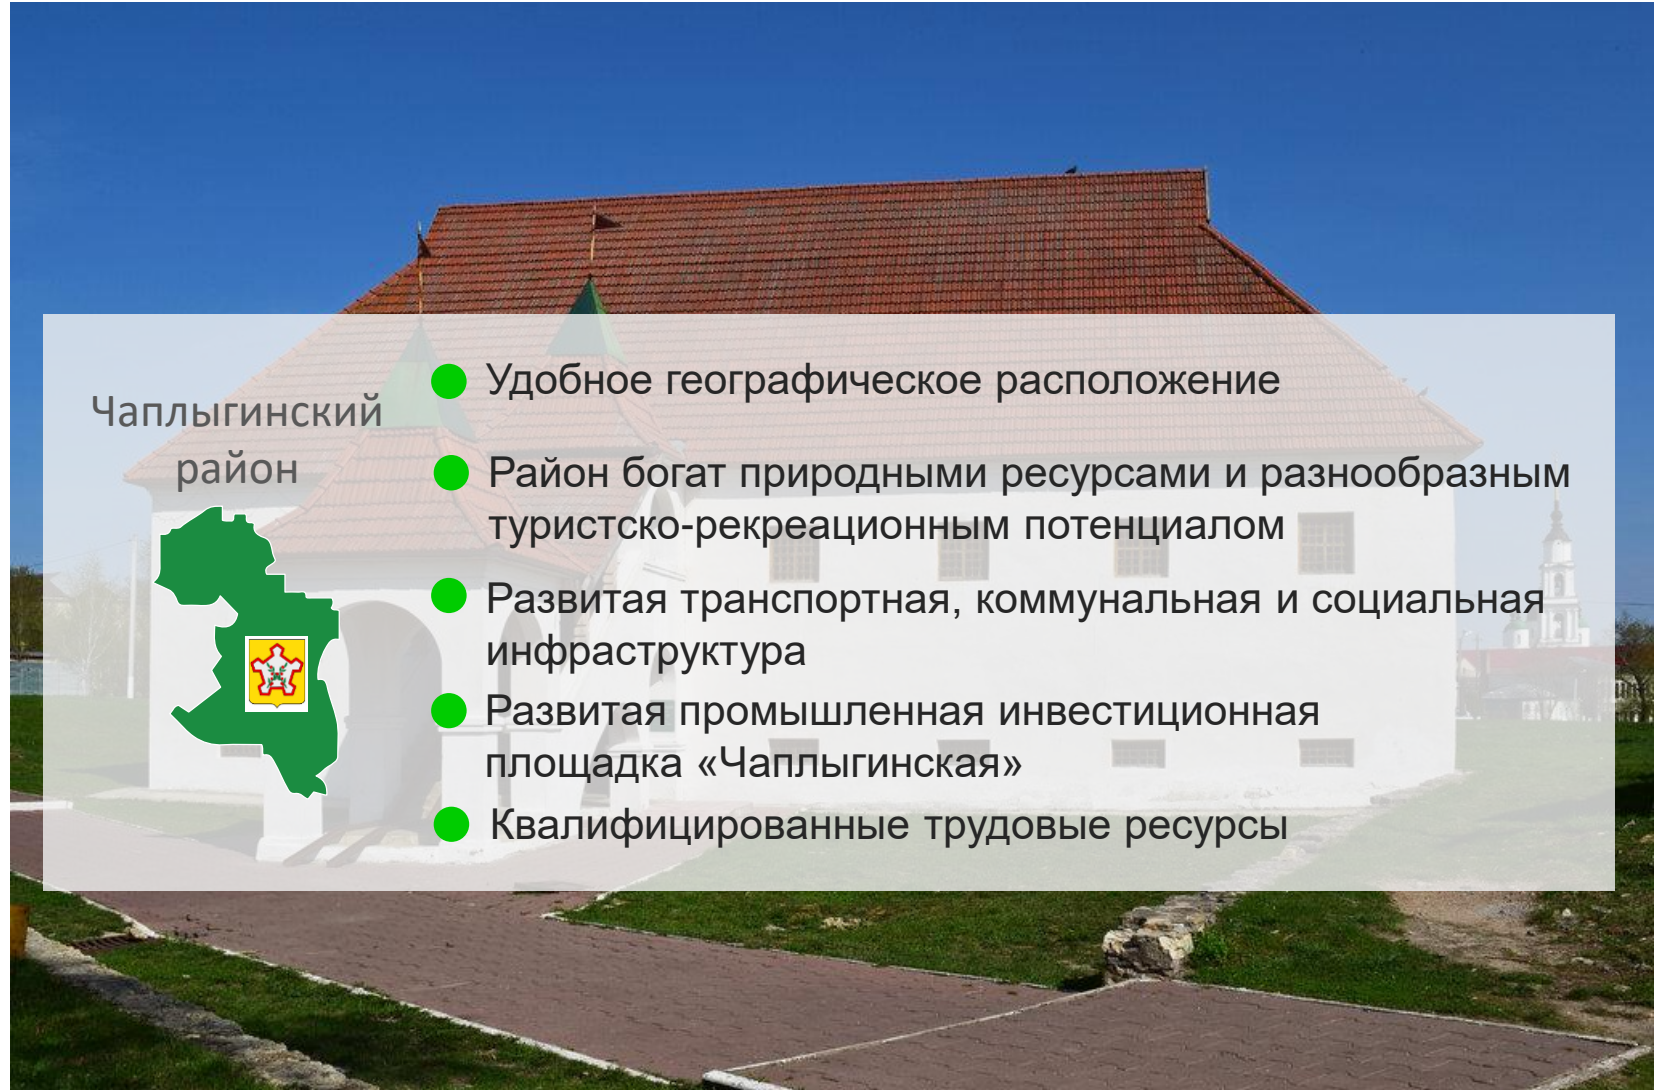 Чаплыгинский
район
Удобное географическое расположение
Район богат природными ресурсами и разнообразным
туристско-рекреационным потенциалом
Развитая транспортная, коммунальная и социальная
инфраструктура
Развитая промышленная инвестиционная
площадка «Чаплыгинская»
Квалифицированные трудовые ресурсы